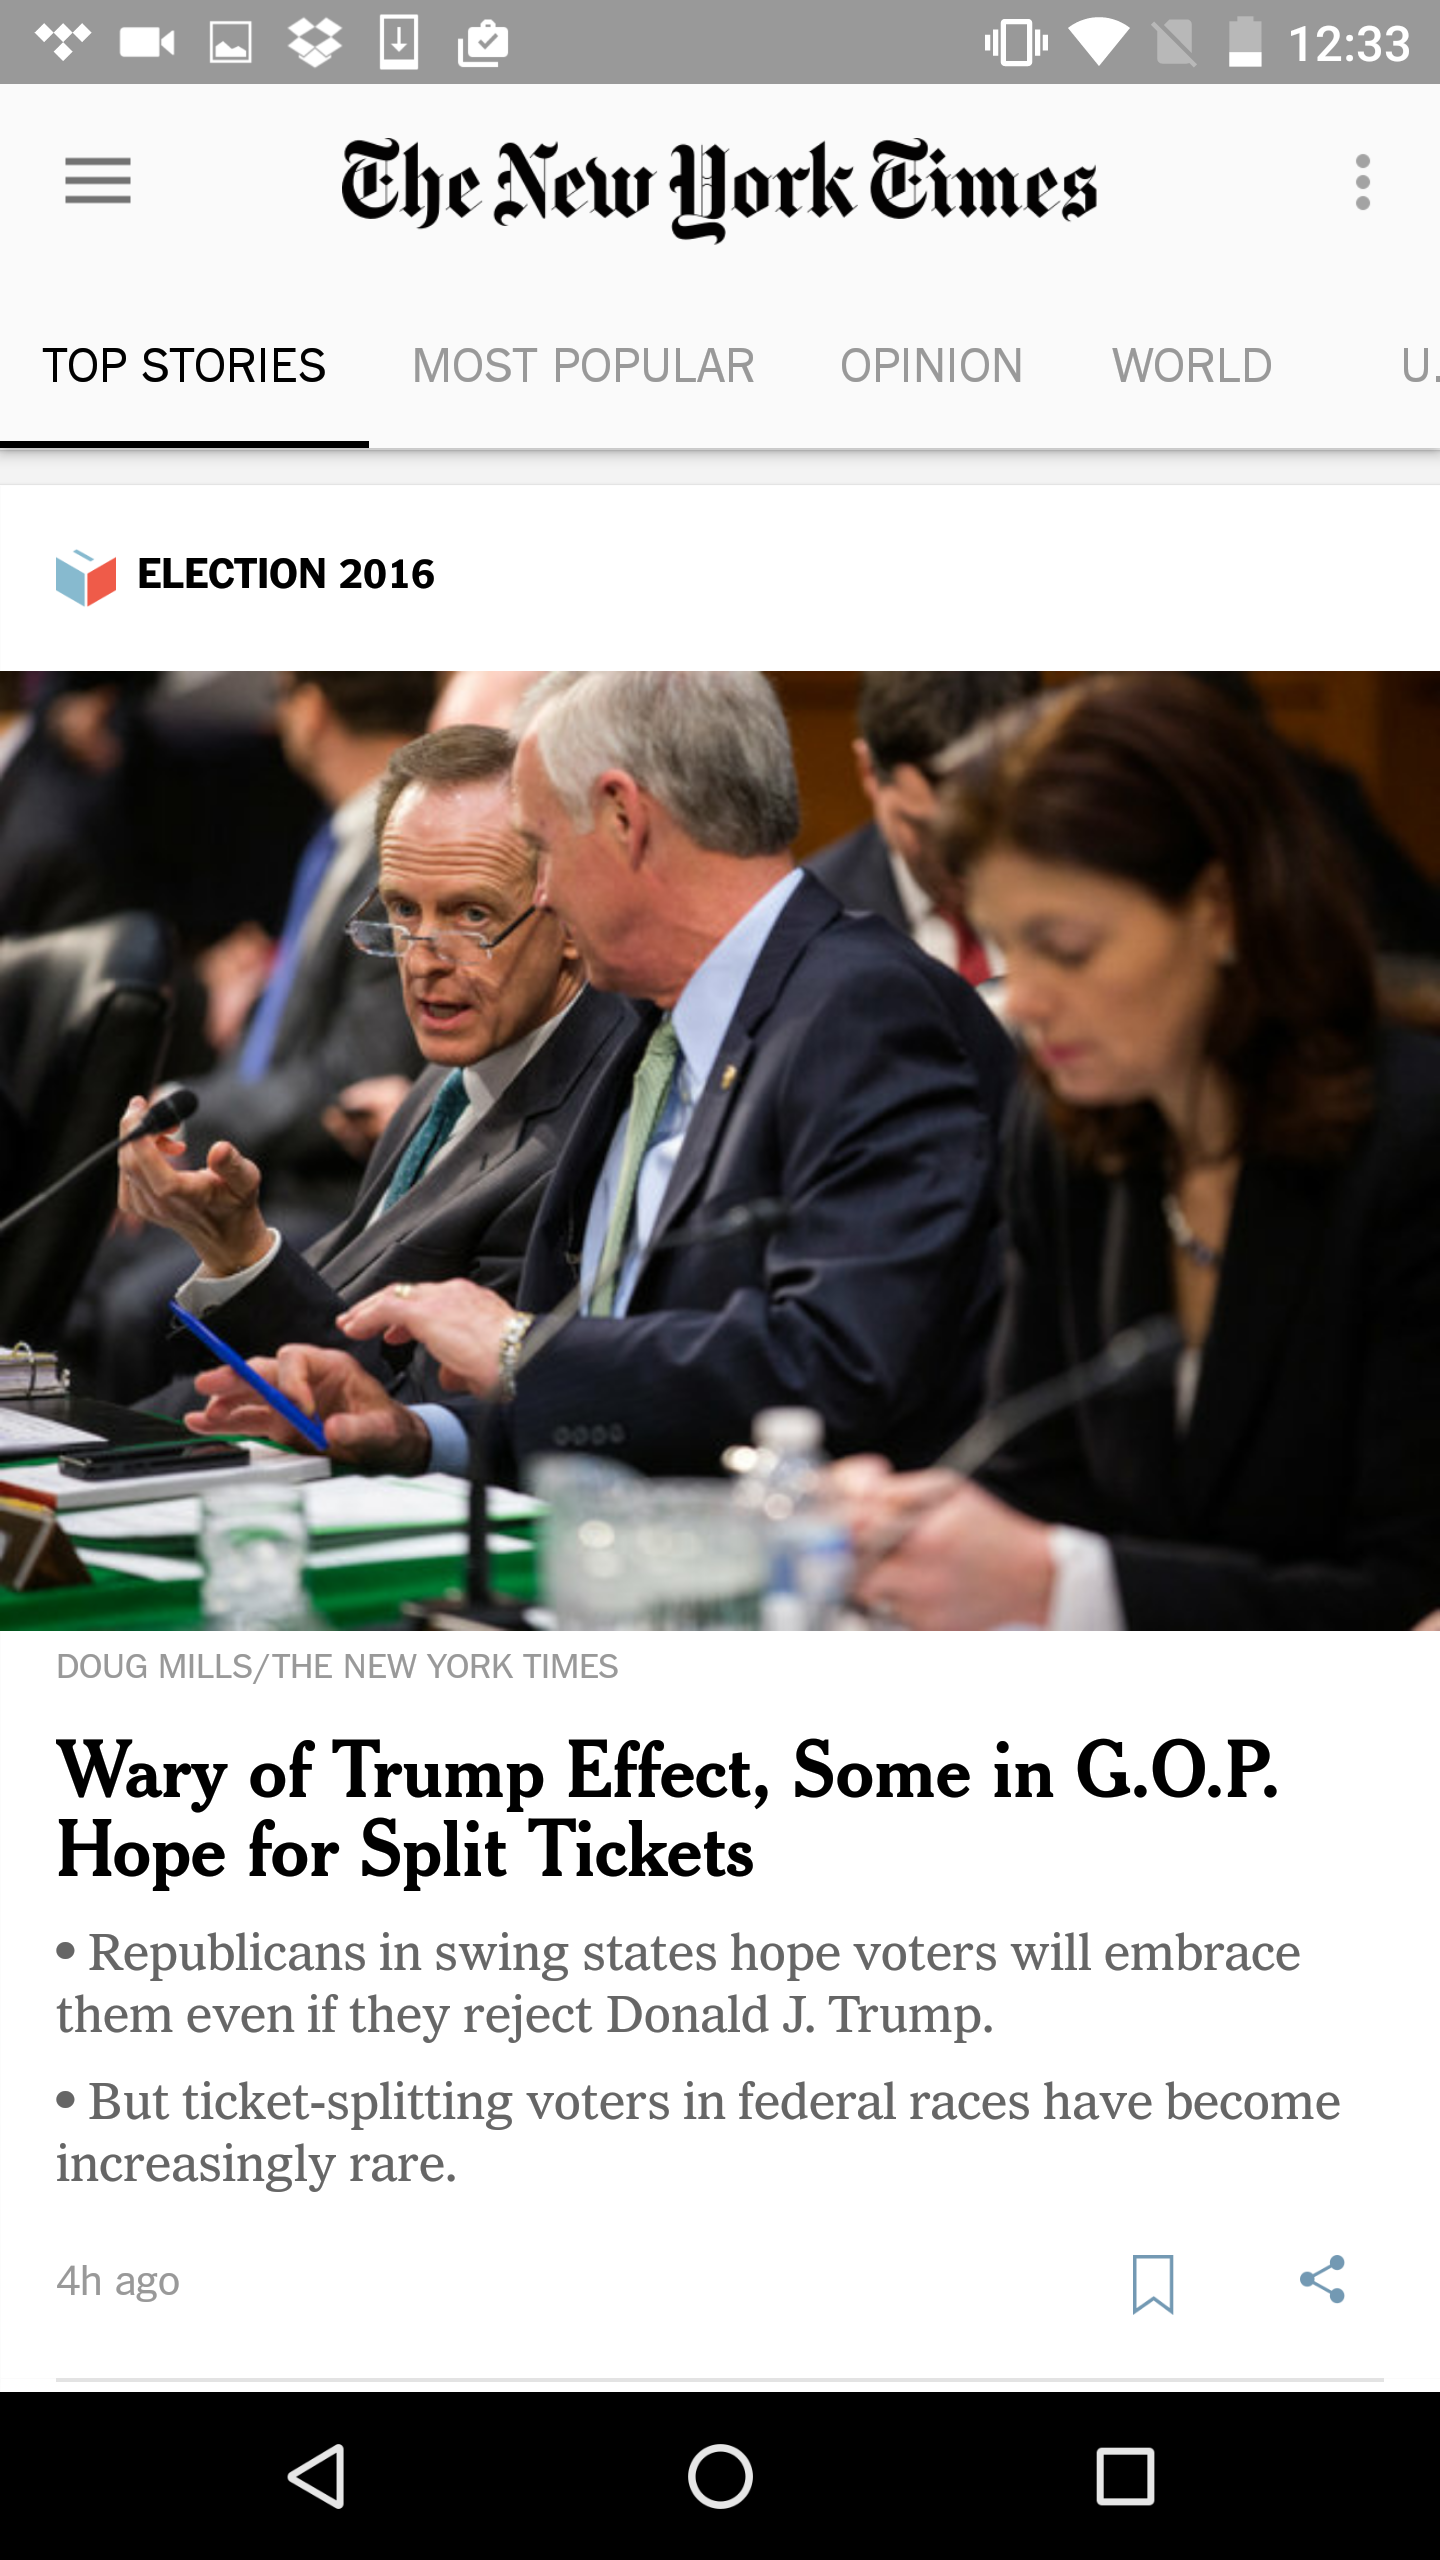 12:33
The New York Times
TOP STORIES MOST POPULAR OPINION WORLD U.
ELECTION 2016
DOUG MILLS/THE NEW YORK TIMES
Wary of Trump Effect, Some in G.O.P.
Hope for Split Tickets
• Republicans in swing states hope voters will embrace
them even if they reject Donald J. Trump.
• But ticket-splitting voters in federal races have become
increasingly rare.
4h ago